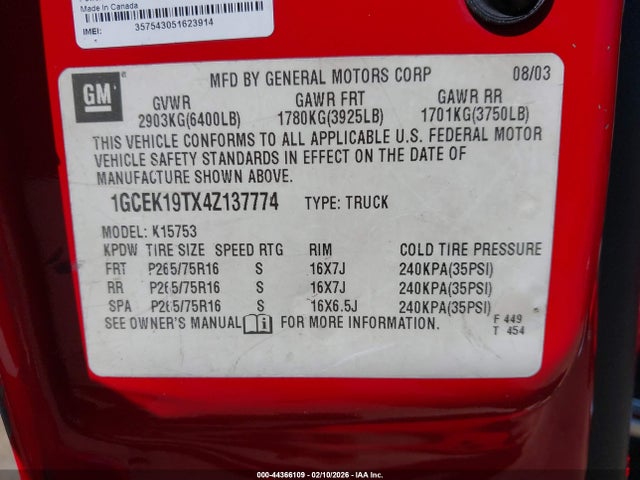 Made in Canada
IMEI:
357543051623914
GM
MFD BY GENERAL MOTORS CORP 08/03
GVWR GAWR FRT GAWR RR
2903KG(6400LB) 1780KG(3925LB) 1701KG(3750LB)
THIS VEHICLE CONFORMS TO ALL APPLICABLE U.S. FEDERAL MOTOR
VEHICLE SAFETY STANDARDS IN EFFECT ON THE DATE OF
MANUFACTURE SHOWN ABOVE.
1GCEK19TX4Z137774 TYPE: TRUCK
MODEL: K15753
KPDW TIRE SIZE SPEED RTG RIM COLD TIRE PRESSURE
FRT P265/75R16 S 16X7J 240KPA(35PSI)
RR P265/75R16 S 16X7J 240KPA(35PSI)
SPA P265/75R16 S 16X6.5J 240KPA(35PSI)
SEE OWNER'S MANUAL i FOR MORE INFORMATION.
F 449
T 454
000-44366109 - 02/10/2026 - IAA Inc.